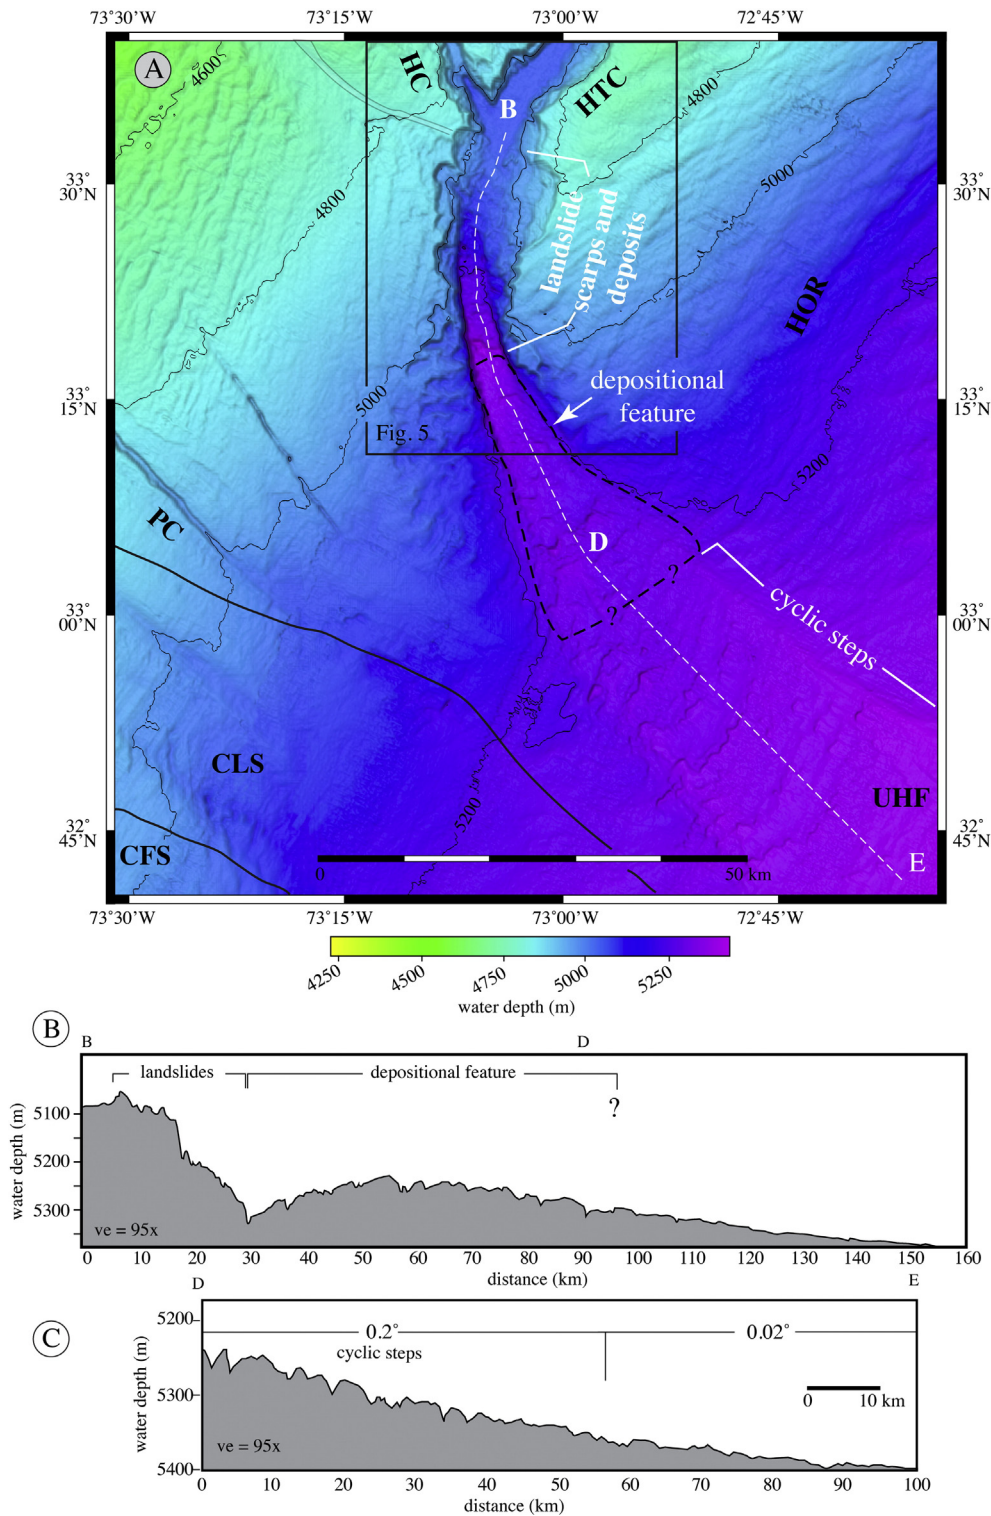 73°30'W 73°15'W 73°00'W 72°45'W
A
4600
HC
B
HTC
4800
5000
33°
30'N
33°
30'N
4800
landslide
scarps and
deposits
HOR
5000
depositional
feature
33°
15'N
33°
15'N
Fig. 5
5200
PC
D
?
?
cyclic steps
33°
00'N
33°
00'N
CLS
5200
UHF
32°
45'N
32°
45'N
CFS
E
0 50 km
73°30'W 73°15'W 73°00'W 72°45'W
4250 4500 4750 5000 5250
water depth (m)
B
B D
landslides depositional feature
?
5100
5200
5300
water depth (m)
ve = 95x
0 10 20 30 40 50 60 70 80 90 100 110 120 130 140 150 160
distance (km)
D E
C
5200
5300
5400
water depth (m)
0.2° 0.02°
cyclic steps
0 10 km
ve = 95x
0 10 20 30 40 50 60 70 80 90 100
distance (km)